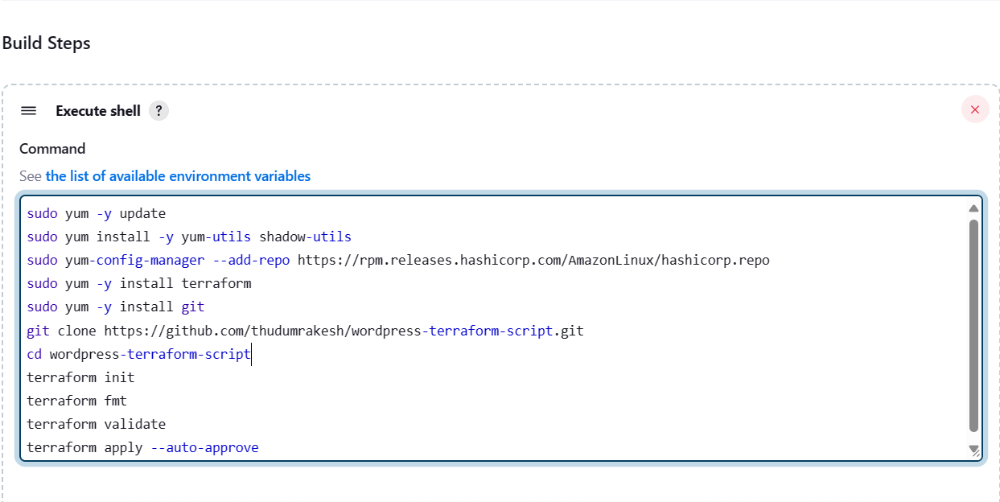 Build Steps
Execute shell ?
Command
See the list of available environment variables
sudo yum -y update
sudo yum install -y yum-utils shadow-utils
sudo yum-config-manager --add-repo https://rpm.releases.hashicorp.com/AmazonLinux/hashicorp.repo
sudo yum -y install terraform
sudo yum -y install git
git clone https://github.com/thudumrakesh/wordpress-terraform-script.git
cd wordpress-terraform-script
terraform init
terraform fmt
terraform validate
terraform apply --auto-approve